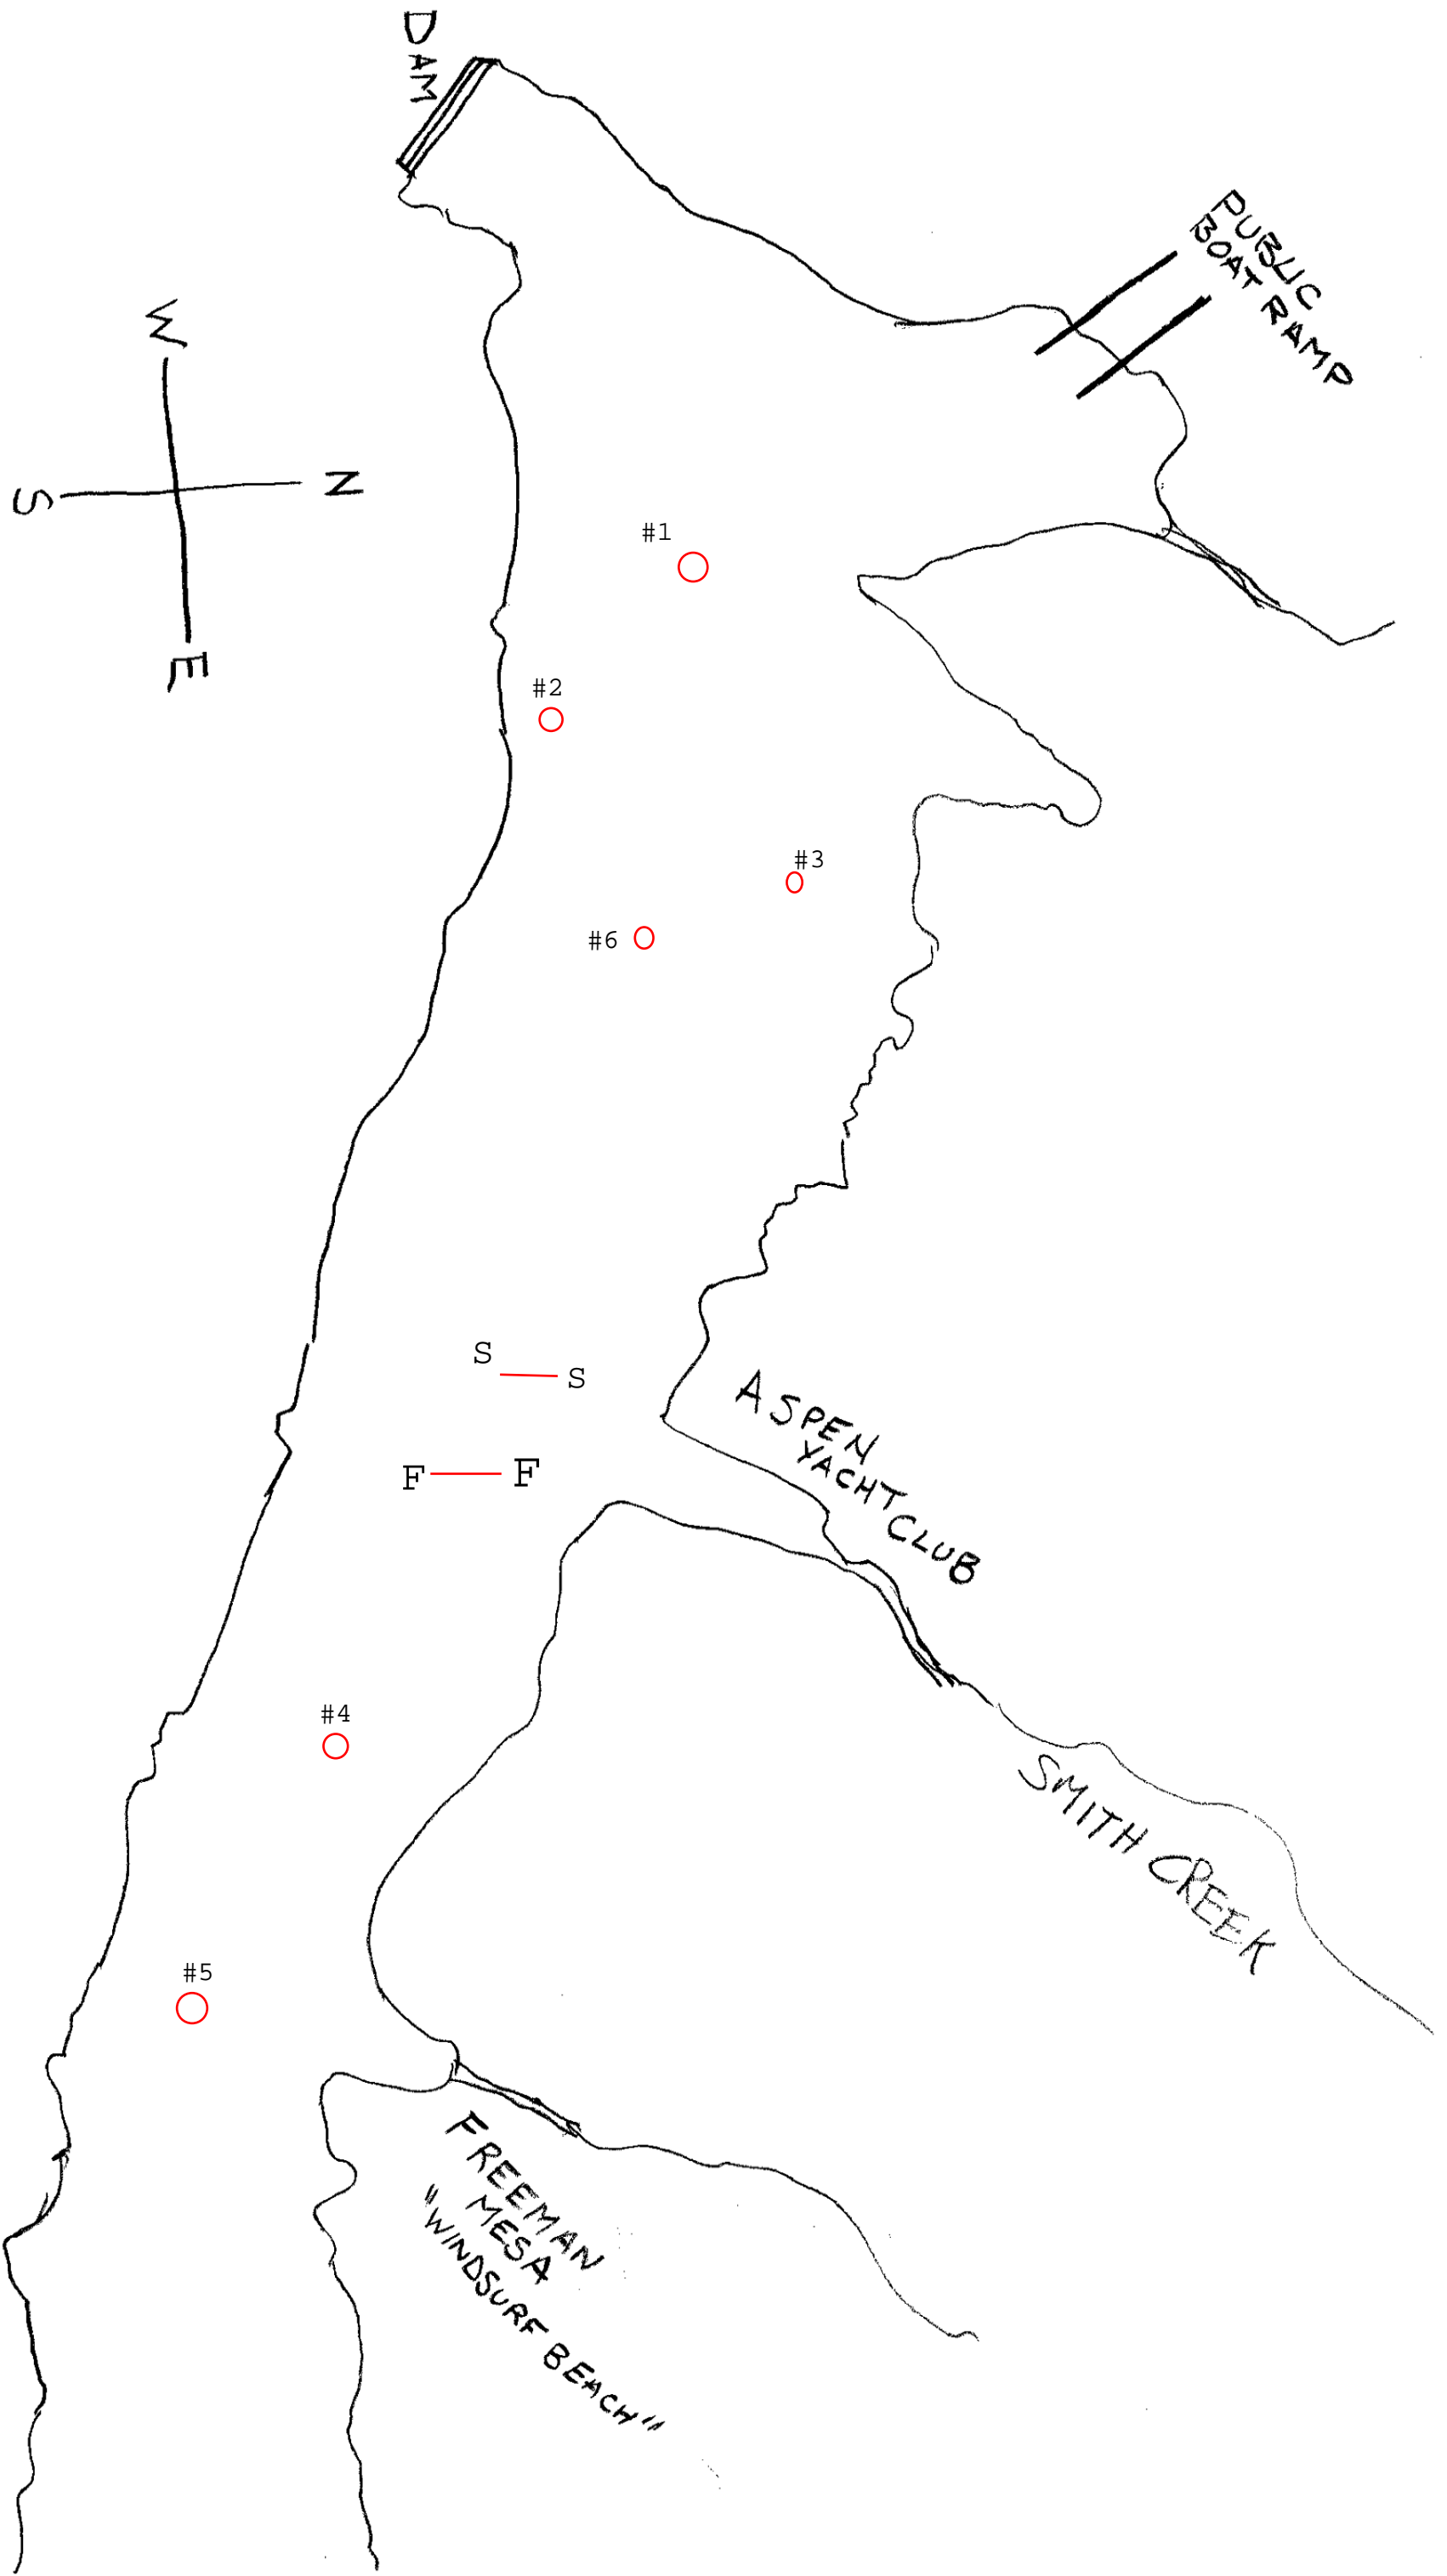 DAM
PUBLIC
BOAT RAMP
W
N
S
E
#1
#2
#3
#6
S
S
F
F
ASPEN
YACHT
CLUB
#4
SMITH CREEK
#5
FREEMAN
MESA
"WINDSURF BEACH"